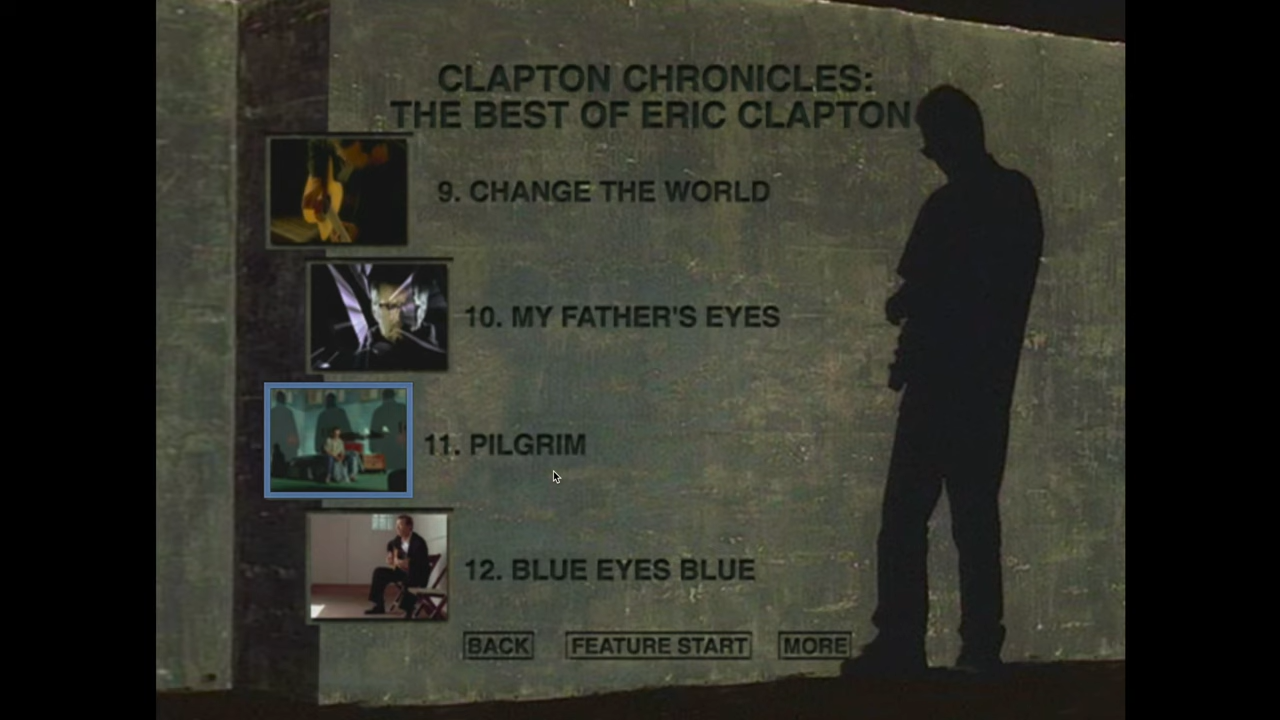 CLAPTON CHRONICLES:
THE BEST OF ERIC CLAPTON
9. CHANGE THE WORLD
10. MY FATHER'S EYES
11. PILGRIM
12. BLUE EYES BLUE
BACK
FEATURE START
MORE